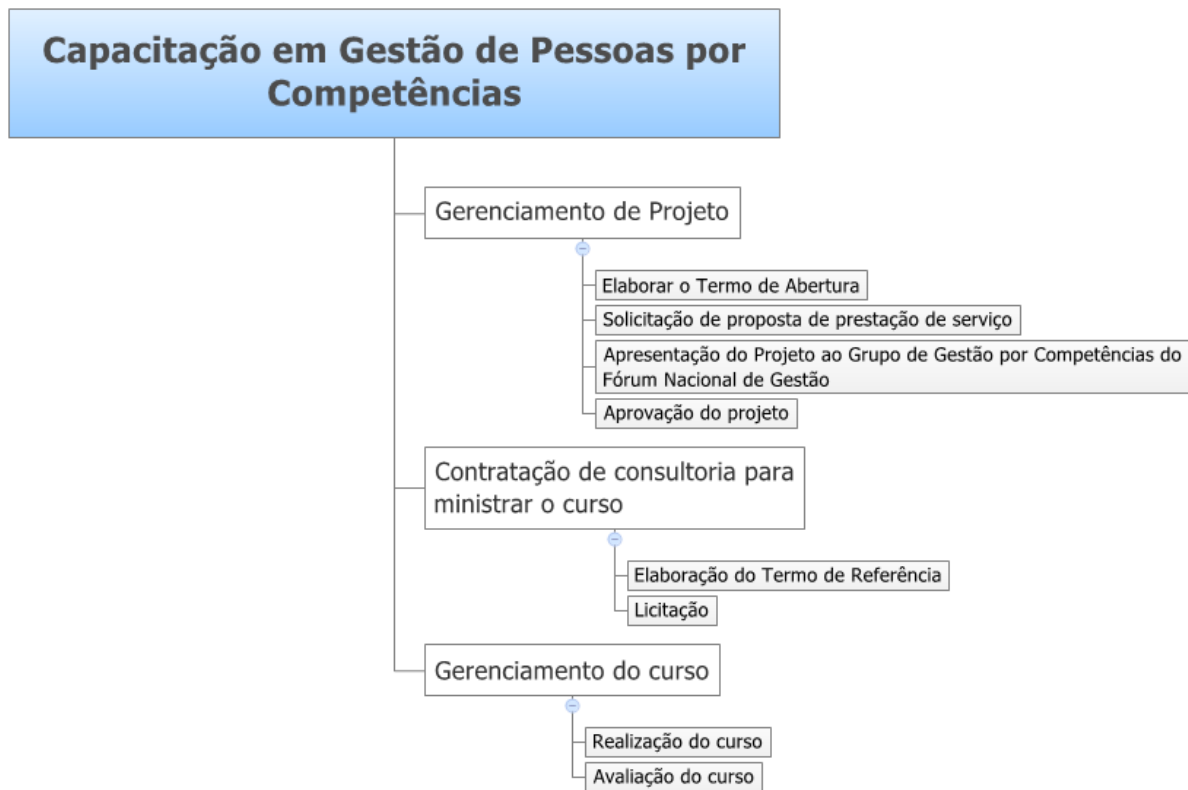 Capacitação em Gestão de Pessoas por
Competências
Gerenciamento de Projeto
Elaborar o Termo de Abertura
Solicitação de proposta de prestação de serviço
Apresentação do Projeto ao Grupo de Gestão por Competências do
Fórum Nacional de Gestão
Aprovação do projeto
Contratação de consultoria para
ministrar o curso
Elaboração do Termo de Referência
Licitação
Gerenciamento do curso
Realização do curso
Avaliação do curso